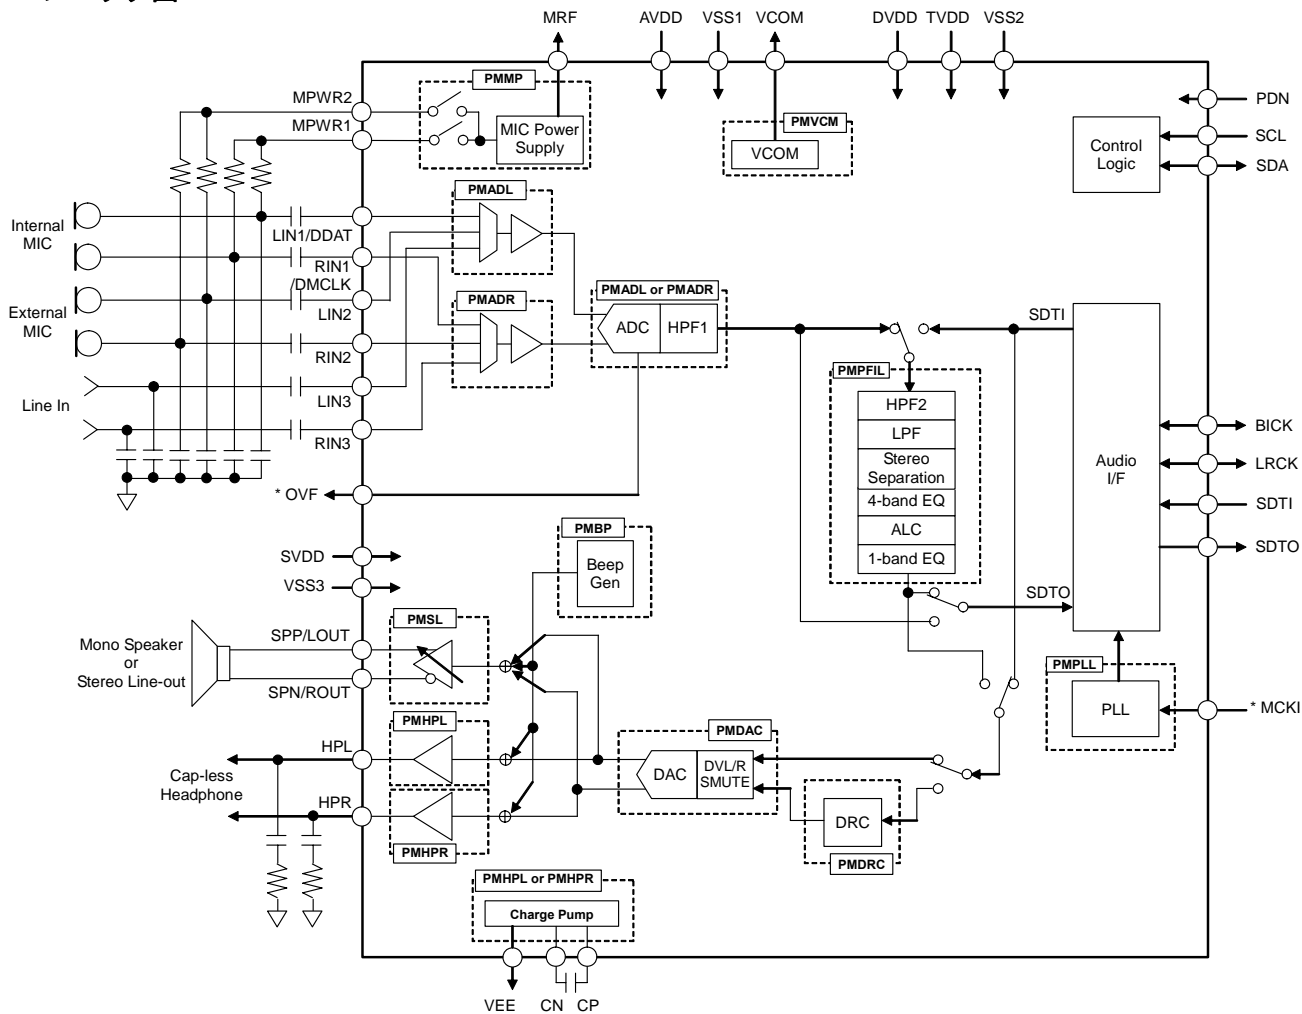 MRF
AVDD
VSS1
VCOM
DVDD
TVDD
VSS2
PMMP
MPWR2
MPWR1
MIC Power
Supply
PMVCM
VCOM
Control
Logic
PDN
SCL
SDA
Internal
MIC
External
MIC
Line In
LIN1/DDAT
RIN1
/DMCLK
LIN2
RIN2
LIN3
RIN3
PMADL
PMADR
PMADL or PMADR
ADC
HPF1
* OVF
SDTI
PMPFIL
HPF2
LPF
Stereo
Separation
4-band EQ
ALC
1-band EQ
Audio
I/F
BICK
LRCK
SDTI
SDTO
SDTO
SVDD
VSS3
PMBP
Beep
Gen
PMSL
Mono Speaker
or
Stereo Line-out
SPP/LOUT
SPN/ROUT
PMPLL
PLL
* MCKI
PMHPL
HPL
Cap-less
Headphone
HPR
PMHPR
PMDAC
DAC
DVL/R
SMUTE
DRC
PMDRC
PMHPL or PMHPR
Charge Pump
VEE
CN
CP